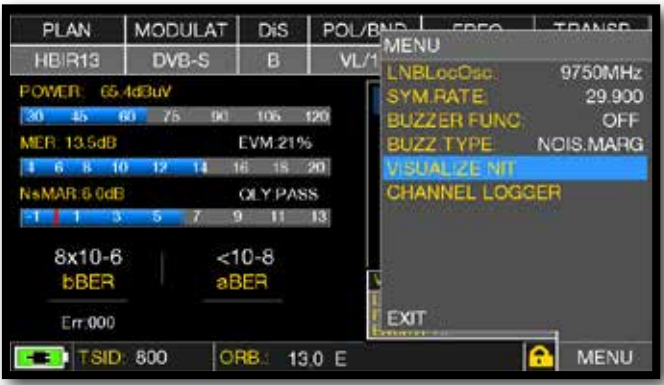 PLAN MODULAT DiS POL/BND FREQ TRANSP
HBIR13 DVB-S B VL/1
MENU
LNBLocOsc. 9750MHz
SYM.RATE: 29.900
BUZZER FUNC. OFF
BUZZ TYPE: NOIS.MARG
VISUALIZE NIT
CHANNEL LOGGER
EXIT
POWER: 65.4dBuV
30 45 60 75 90 105 120
MER: 13.5dB EVM:21%
4 6 8 10 12 14 16 18 20
NsMAR:6.0dB QLY:PASS
-1 1 3 5 7 9 11 13
8x10-6 <10-8
bBER aBER
Err:000
TSID: 800 ORB.: 13.0 E MENU